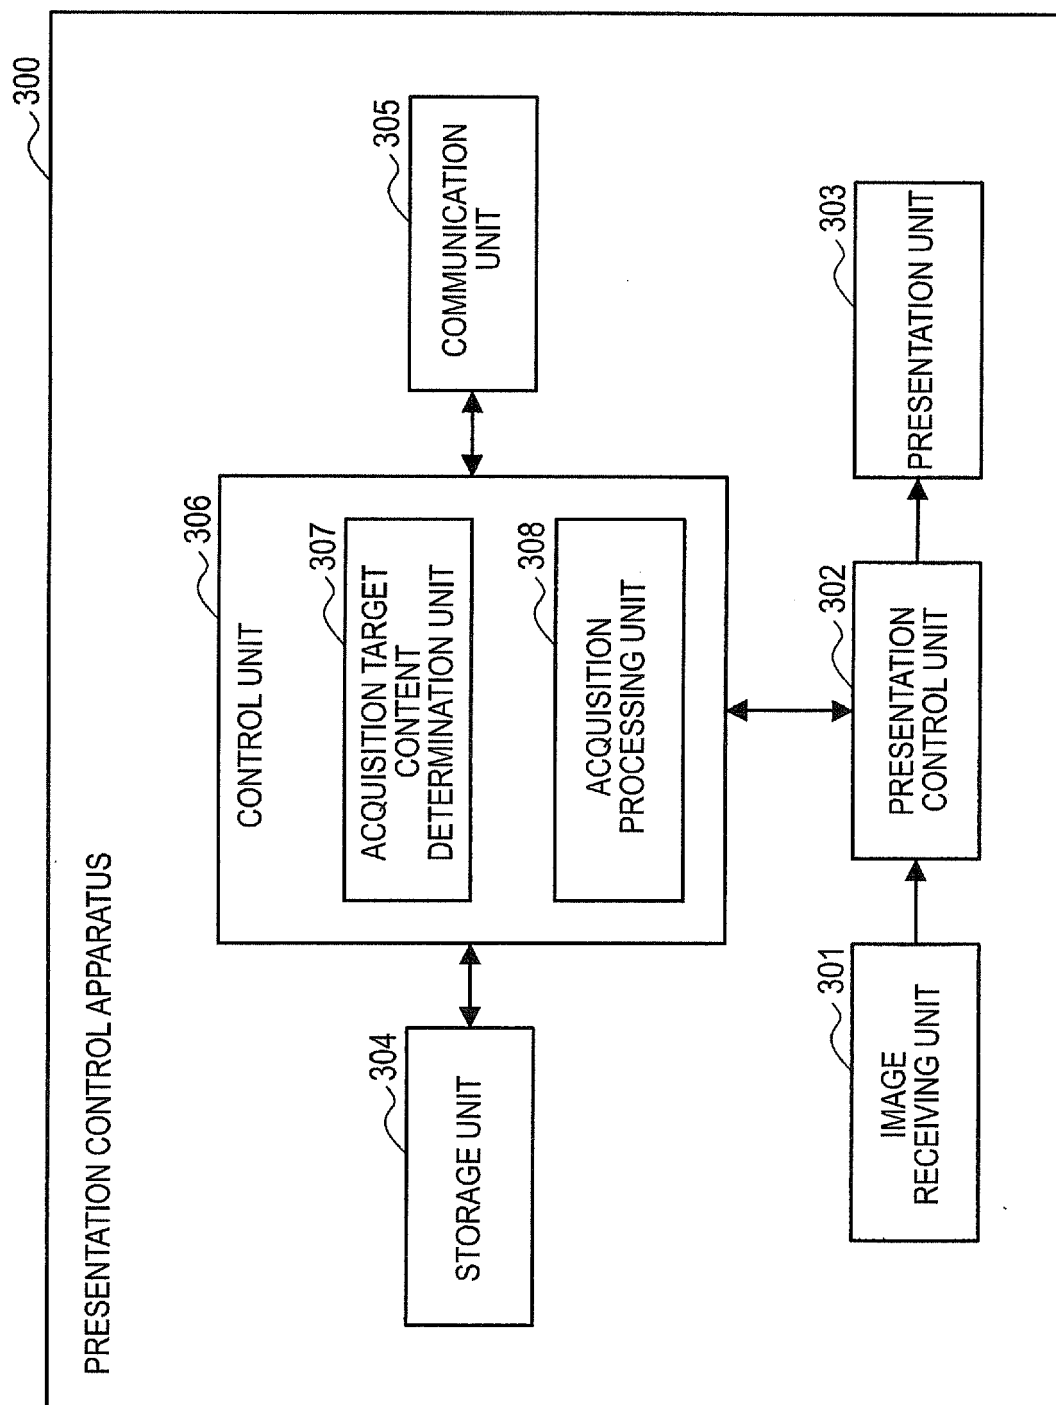 300
PRESENTATION CONTROL APPARATUS
306
CONTROL UNIT
307
ACQUISITION TARGET
CONTENT
DETERMINATION UNIT
308
ACQUISITION
PROCESSING UNIT
304
STORAGE UNIT
305
COMMUNICATION
UNIT
301
IMAGE
RECEIVING UNIT
302
PRESENTATION
CONTROL UNIT
303
PRESENTATION UNIT